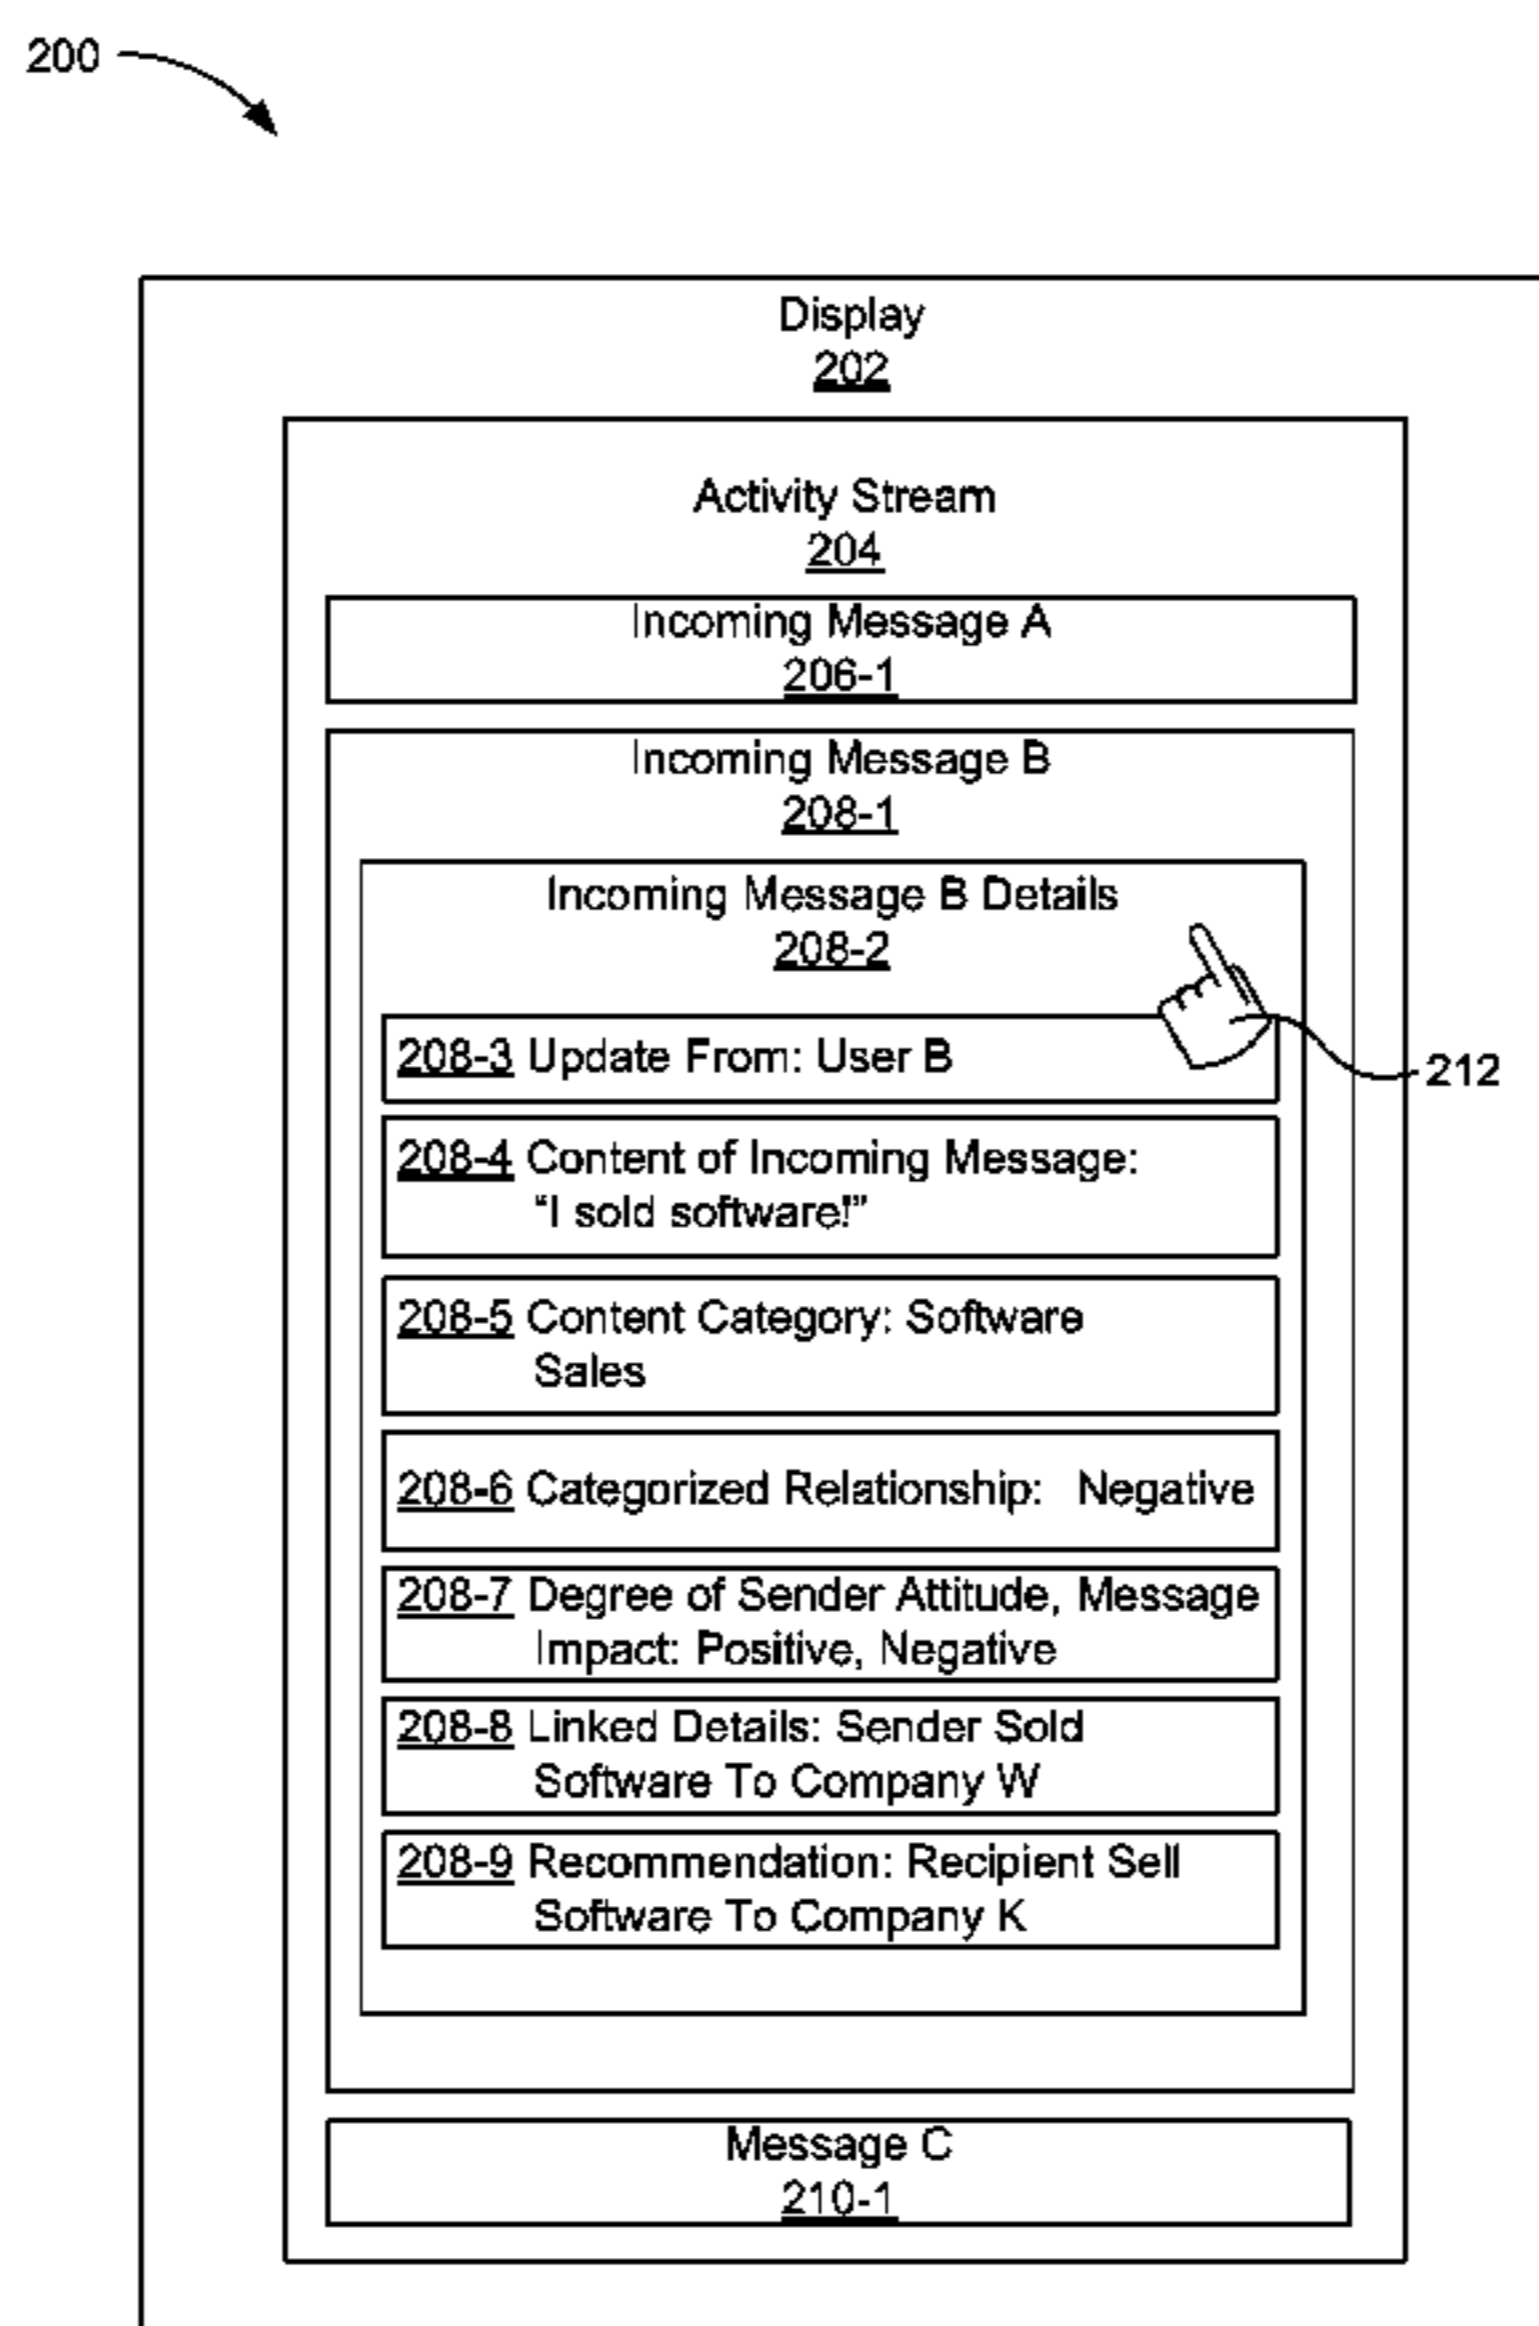 200
Display
202
Activity Stream
204
Incoming Message A
206-1
Incoming Message B
208-1
Incoming Message B Details
208-2
208-3 Update From: User B
212
208-4 Content of Incoming Message:
“I sold software!”
208-5 Content Category: Software
Sales
208-6 Categorized Relationship: Negative
208-7 Degree of Sender Attitude, Message
Impact: Positive, Negative
208-8 Linked Details: Sender Sold
Software To Company W
208-9 Recommendation: Recipient Sell
Software To Company K
Message C
210-1